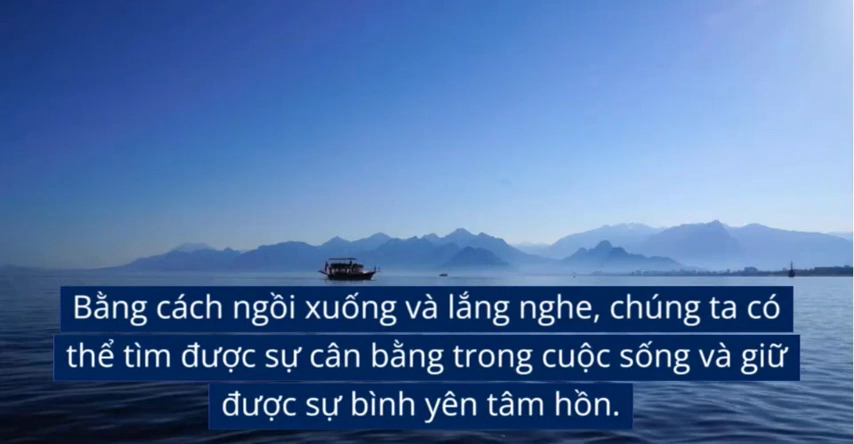 Bằng cách ngồi xuống và lắng nghe, chúng ta có
thể tìm được sự cân bằng trong cuộc sống và giữ
được sự bình yên tâm hồn.